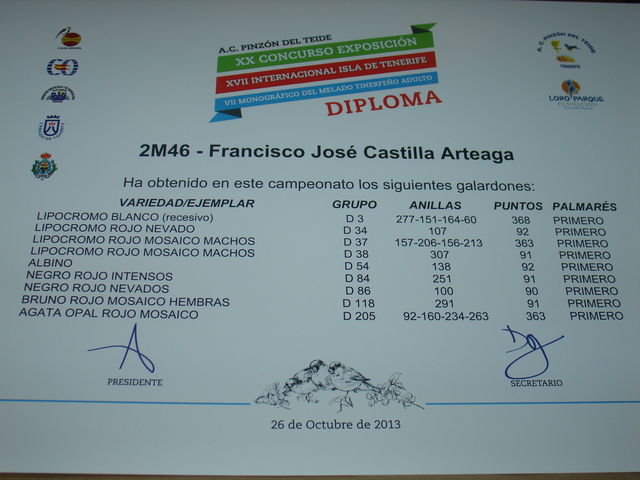 A.C. PINZÓN DEL TEIDE
XX CONCURSO EXPOSICIÓN
XVII INTERNACIONAL ISLA DE TENERIFE
VII MONOGRÁFICO DEL MELADO TINERFEÑO ADULTO
DIPLOMA
A.C. PINZÓN DEL TEIDE
TENERIFE
LORO PARQUE
FUNDACIÓN
2M46 - Francisco José Castilla Arteaga
Ha obtenido en este campeonato los siguientes galardones:
VARIEDAD/EJEMPLAR GRUPO ANILLAS PUNTOS PALMARÉS
LIPOCROMO BLANCO (recesivo) D 3 277-151-164-60 368 PRIMERO
LIPOCROMO ROJO NEVADO D 34 107 92 PRIMERO
LIPOCROMO ROJO MOSAICO MACHOS D 37 157-206-156-213 363 PRIMERO
LIPOCROMO ROJO MOSAICO MACHOS D 38 307 91 PRIMERO
ALBINO D 54 138 92 PRIMERO
NEGRO ROJO INTENSOS D 84 251 91 PRIMERO
NEGRO ROJO NEVADOS D 86 100 90 PRIMERO
BRUNO ROJO MOSAICO HEMBRAS D 118 291 91 PRIMERO
AGATA OPAL ROJO MOSAICO D 205 92-160-234-263 363 PRIMERO
PRESIDENTE
SECRETARIO
26 de Octubre de 2013